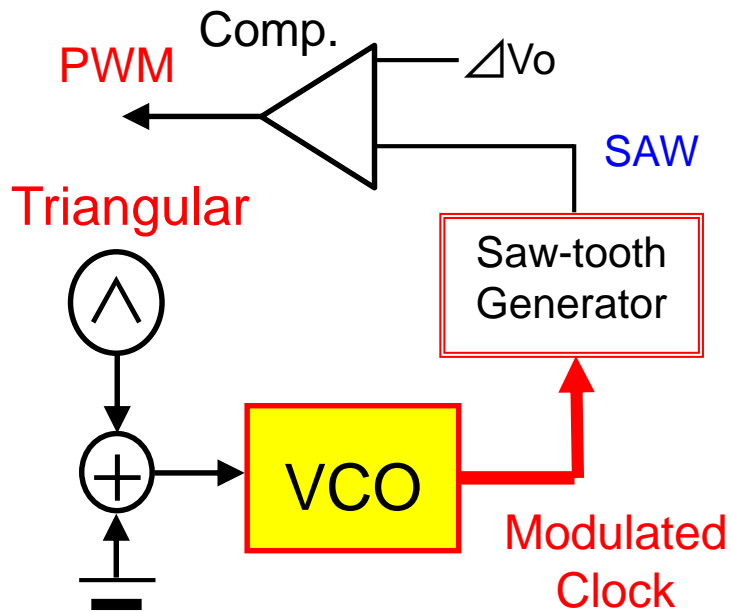 Comp.
PWM
⊿Vo
SAW
Triangular
Saw-tooth
Generator
VCO
Modulated
Clock